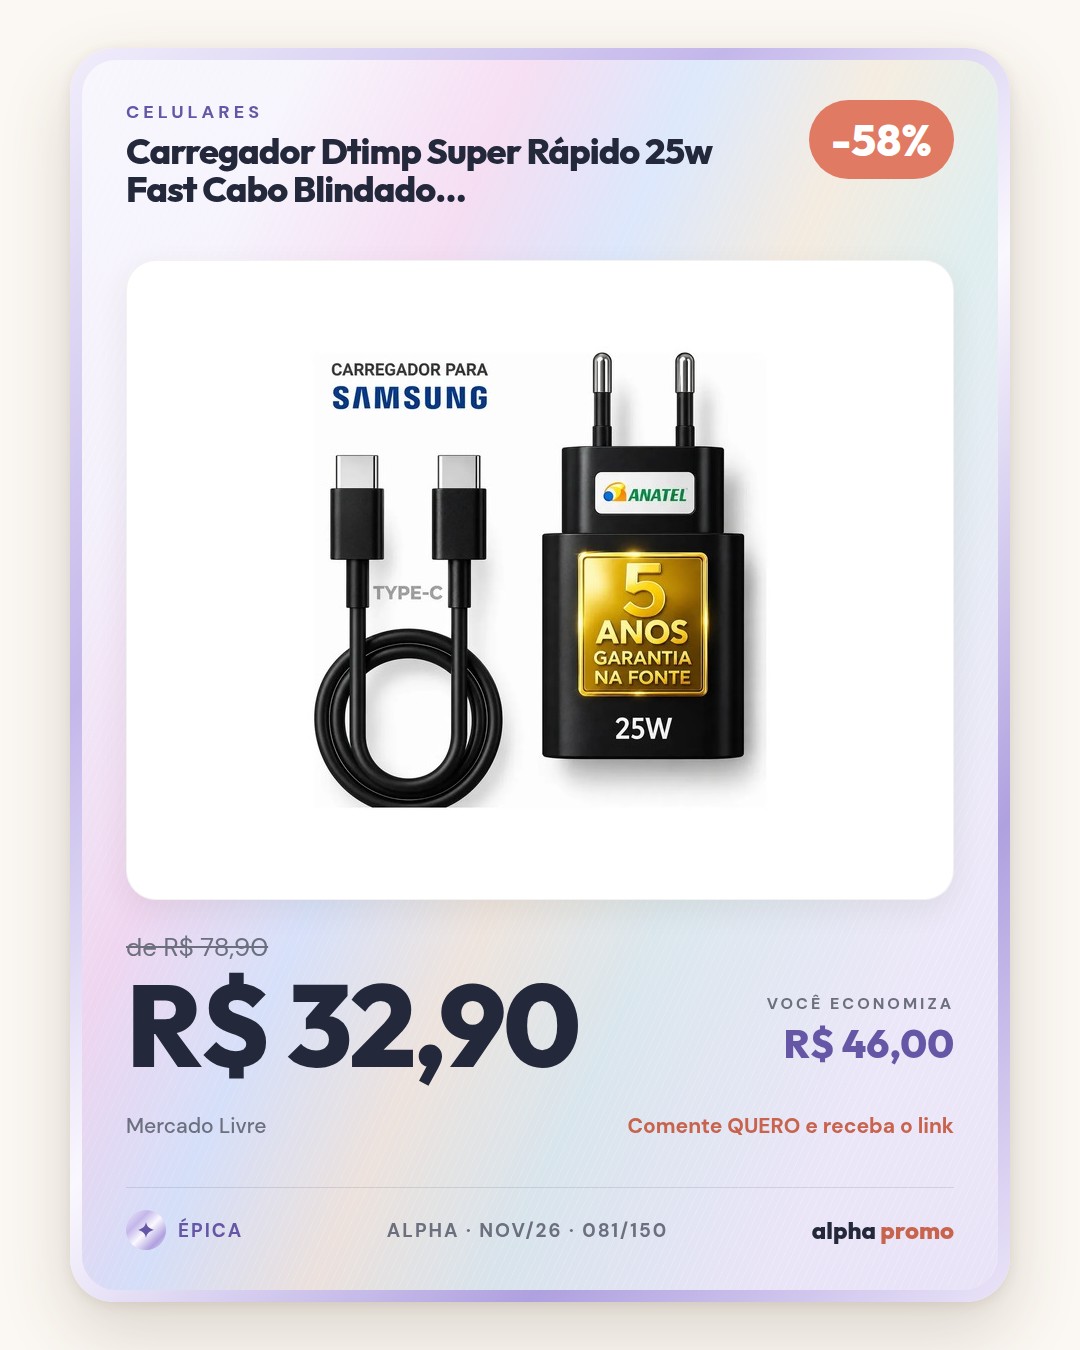 CELULARES
Carregador Dtimp Super Rápido 25w
Fast Cabo Blindado...
-58%
CARREGADOR PARA
SAMSUNG
TYPE-C
ANATEL
5
ANOS
GARANTIA
NA FONTE
25W
de R$ 78,90
R$ 32,90
VOCÊ ECONOMIZA
R$ 46,00
Mercado Livre
Comente QUERO e receba o link
ÉPICA
ALPHA · NOV/26 · 081/150
alpha promo